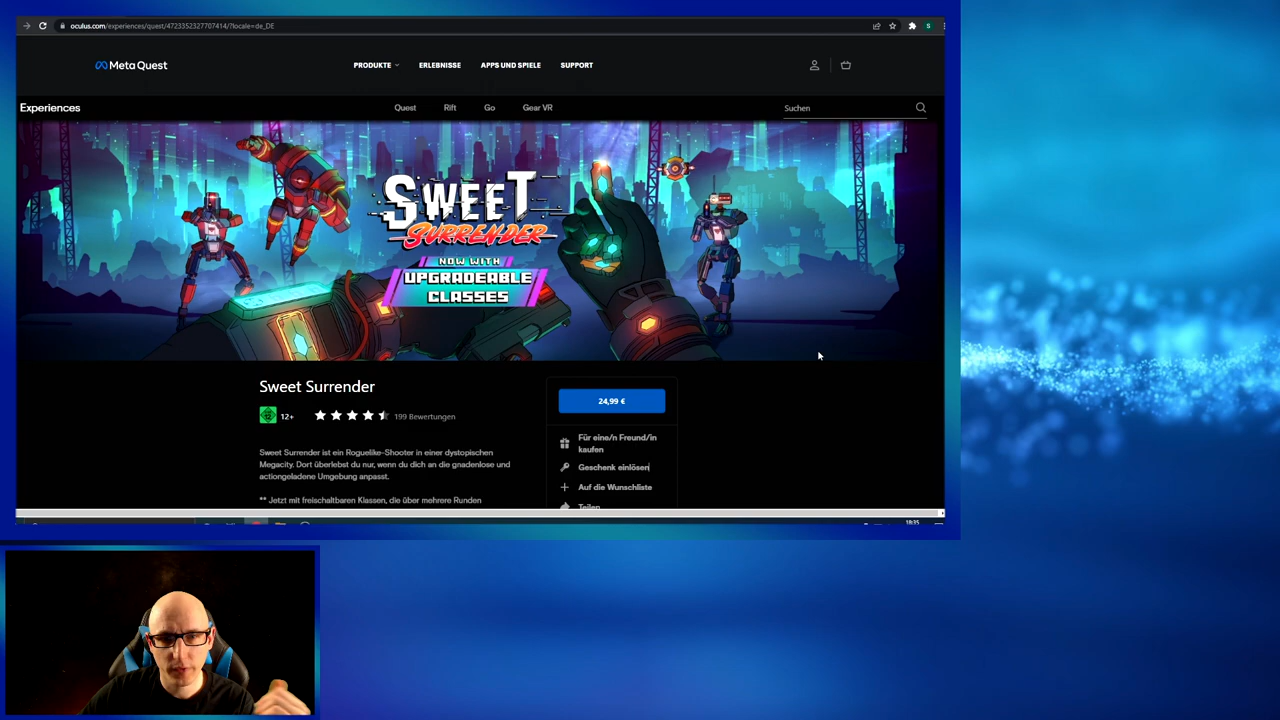 oculus.com/experiences/quest/4723352327707414/?locale=de_DE
S
Meta Quest
PRODUKTE
ERLEBNISSE
APPS UND SPIELE
SUPPORT
Experiences
Quest
Rift
Go
Gear VR
Suchen
SWEET
SURRENDER
NOW WITH
UPGRADEABLE
CLASSES
Sweet Surrender
12+
199 Bewertungen
Sweet Surrender ist ein Roguelike-Shooter in einer dystopischen
Megacity. Dort überlebst du nur, wenn du dich an die gnadenlose und
actiongeladene Umgebung anpasst.
** Jetzt mit freischaltbaren Klassen, die über mehrere Runden
24,99 €
Für eine/n Freund/in
kaufen
Geschenk einlösen
Auf die Wunschliste
Teilen
18:35